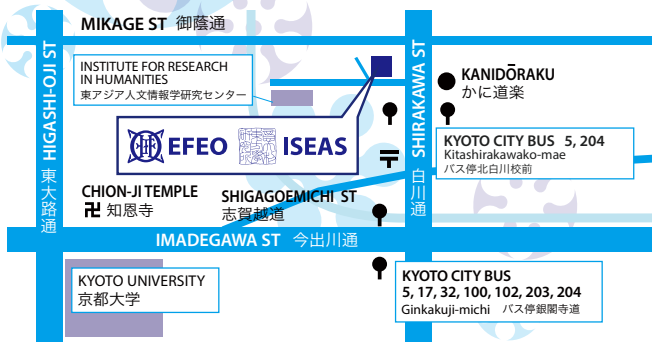 MIKAGE ST 御蔭通
HIGASHI-OJI ST 東大路通
INSTITUTE FOR RESEARCH
IN HUMANITIES
東アジア人文情報学研究センター
SHIRAKAWA ST 白川通
KANIDŌRAKU
かに道楽
EFEO ISEAS
KYOTO CITY BUS 5, 204
Kitashirakawako-mae
バス停北白川校前
CHION-JI TEMPLE
卍 知恩寺
SHIGAGOEMICHI ST
志賀越道
〒
IMADEGAWA ST 今出川通
KYOTO UNIVERSITY
京都大学
KYOTO CITY BUS
5, 17, 32, 100, 102, 203, 204
Ginkakuji-michi バス停銀閣寺道